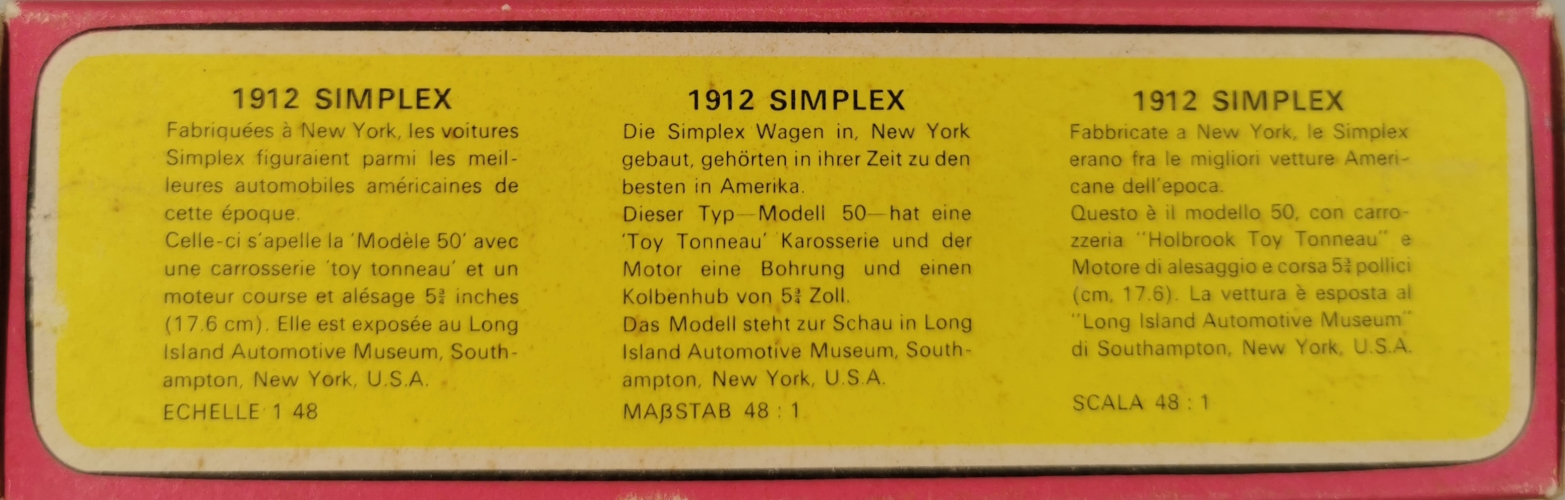 1912 SIMPLEX
Fabriquées à New York, les voitures
Simplex figuraient parmi les meil-
leures automobiles américaines de
cette époque.
Celle-ci s'apelle la 'Modèle 50' avec
une carrosserie 'toy tonneau' et un
moteur course et alésage 5¾ inches
(17.6 cm). Elle est exposée au Long
Island Automotive Museum, South-
ampton, New York, U.S.A.
ECHELLE 1 48
1912 SIMPLEX
Die Simplex Wagen in, New York
gebaut, gehörten in ihrer Zeit zu den
besten in Amerika.
Dieser Typ—Modell 50—hat eine
'Toy Tonneau' Karosserie und der
Motor eine Bohrung und einen
Kolbenhub von 5¾ Zoll.
Das Modell steht zur Schau in Long
Island Automotive Museum, South-
ampton, New York, U.S.A.
MAßSTAB 48 : 1
1912 SIMPLEX
Fabbricate a New York, le Simplex
erano fra le migliori vetture Ameri-
cane dell'epoca.
Questo è il modello 50, con carro-
zzeria "Holbrook Toy Tonneau" e
Motore di alesaggio e corsa 5¾ pollici
(cm, 17.6). La vettura è esposta al
"Long Island Automotive Museum"
di Southampton, New York, U.S.A.
SCALA 48 : 1